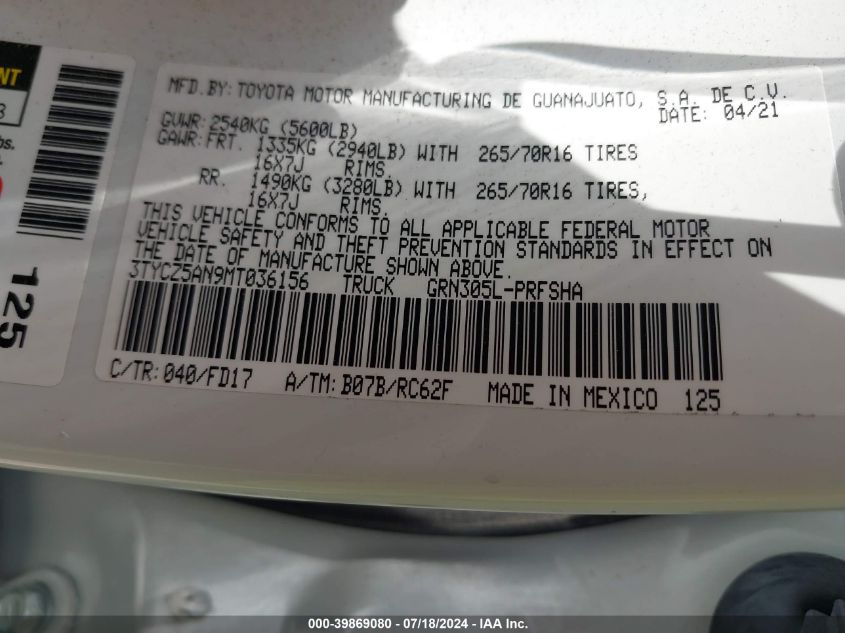 NT
3
bs.
125
MFD.BY:TOYOTA MOTOR MANUFACTURING DE GUANAJUATO, S.A. DE C.V.
DATE: 04/21
GVWR:2540KG (5600LB)
GAWR:FRT. 1335KG (2940LB) WITH 265/70R16 TIRES
16X7J RIMS.
RR. 1490KG (3280LB) WITH 265/70R16 TIRES,
16X7J RIMS.
THIS VEHICLE CONFORMS TO ALL APPLICABLE FEDERAL MOTOR
VEHICLE SAFETY AND THEFT PREVENTION STANDARDS IN EFFECT ON
THE DATE OF MANUFACTURE SHOWN ABOVE.
3TYCZ5AN9MT036156 TRUCK GRN305L-PRFSHA
C/TR:040/FD17 A/TM:B07B/RC62F MADE IN MEXICO 125
000-39869080 - 07/18/2024 - IAA Inc.